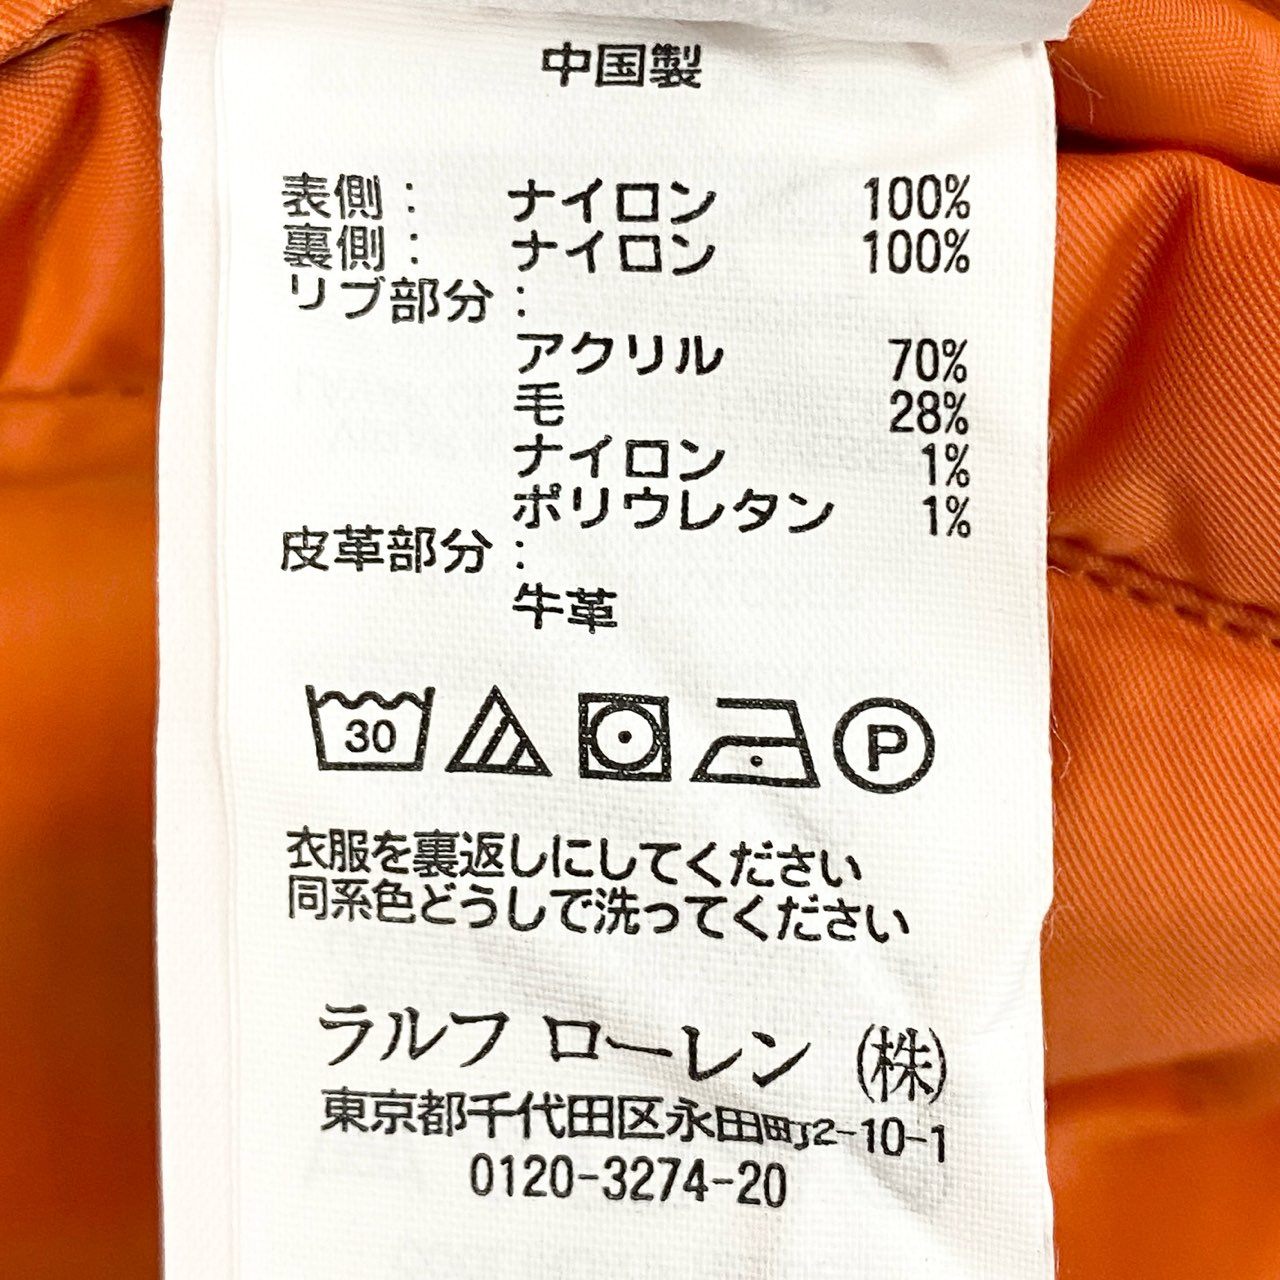 中国製
表側： ナイロン 100%
裏側： ナイロン 100%
リブ部分：
アクリル 70%
毛 28%
ナイロン 1%
ポリウレタン 1%
皮革部分：
牛革
30 P
衣服を裏返しにしてください
同系色どうしで洗ってください
ラルフ ローレン (株)
東京都千代田区永田町2-10-1
0120-3274-20